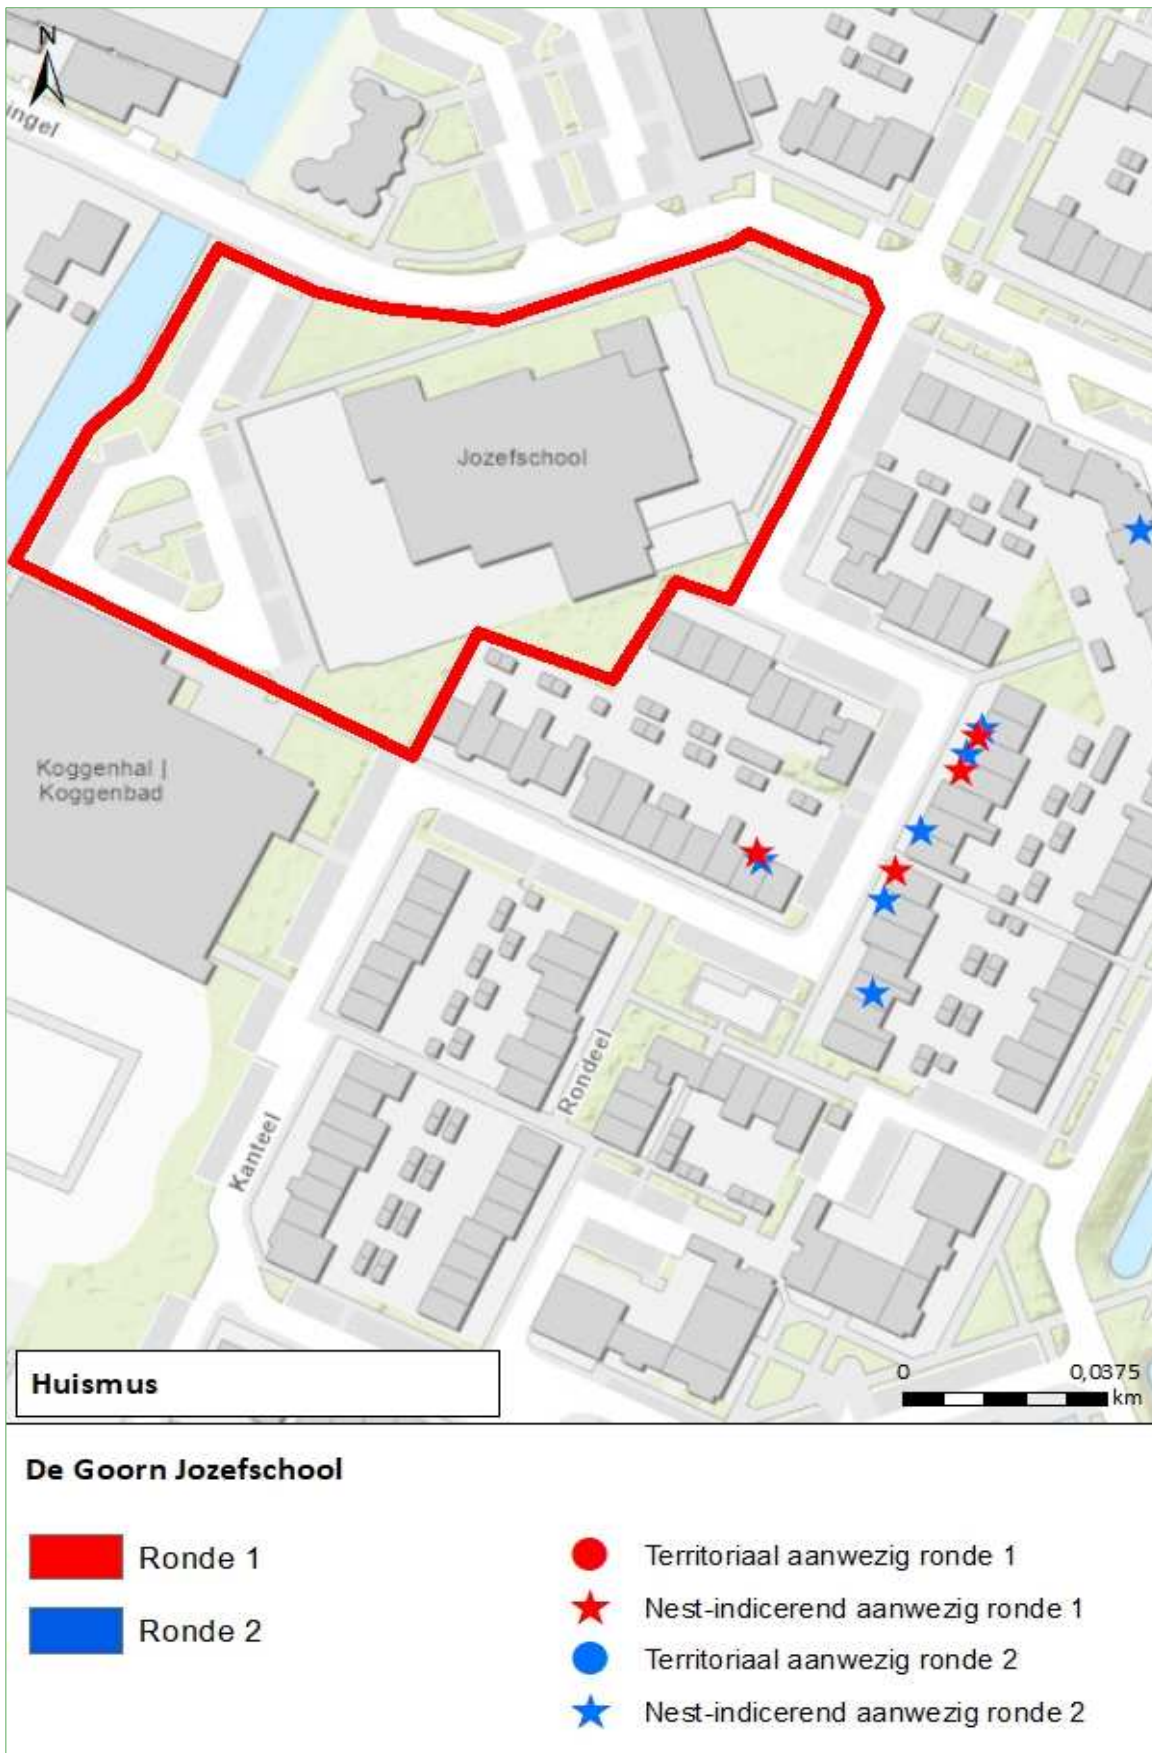 N
ingel
Jozefschool
Koggenhal |
Koggenbad
Rondeel
Kanteel
Huismus
0 0,0375
km
De Goorn Jozefschool
Ronde 1
Ronde 2
Territoriaal aanwezig ronde 1
Nest-indicerend aanwezig ronde 1
Territoriaal aanwezig ronde 2
Nest-indicerend aanwezig ronde 2